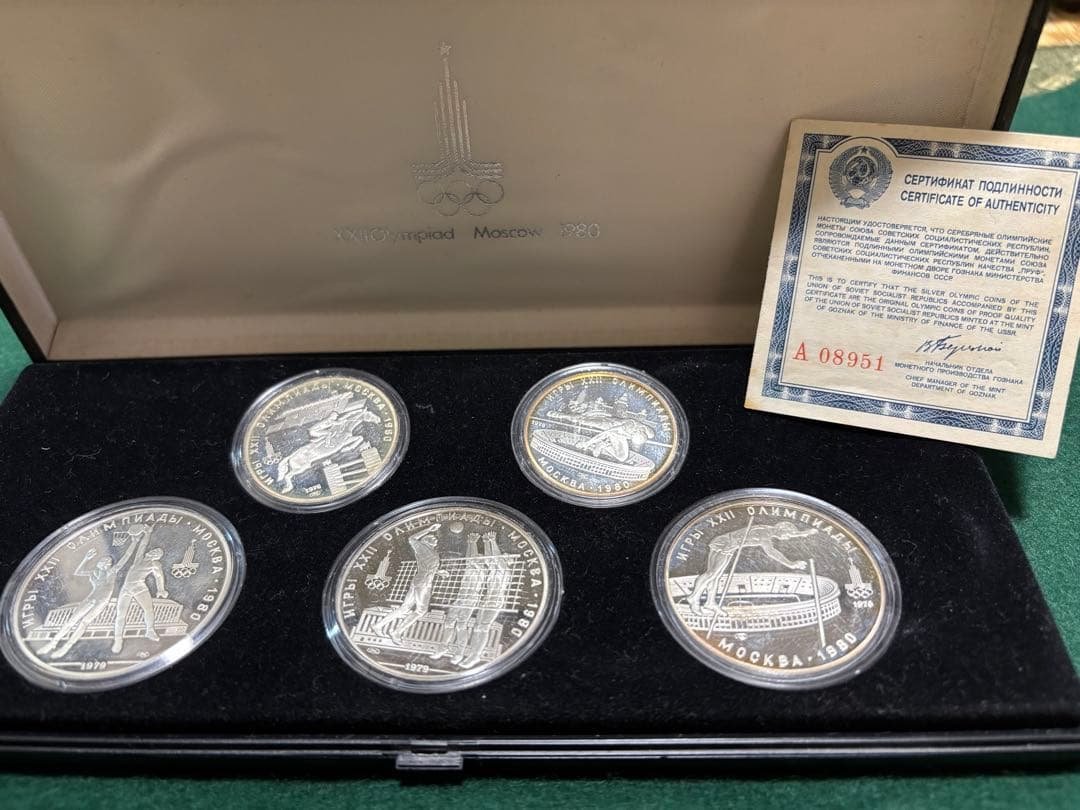 XXII Olympiad Moscow 1980
СЕРТИФИКАТ ПОДЛИННОСТИ
CERTIFICATE OF AUTHENTICITY
НАСТОЯЩИМ УДОСТОВЕРЯЕТСЯ, ЧТО СЕРЕБРЯНЫЕ ОЛИМПИЙСКИЕ
МОНЕТЫ СОЮЗА СОВЕТСКИХ СОЦИАЛИСТИЧЕСКИХ РЕСПУБЛИК,
СОПРОВОЖДАЕМЫЕ ДАННЫМ СЕРТИФИКАТОМ, ДЕЙСТВИТЕЛЬНО
ЯВЛЯЮТСЯ ПОДЛИННЫМИ ОЛИМПИЙСКИМИ МОНЕТАМИ СОЮЗА
СОВЕТСКИХ СОЦИАЛИСТИЧЕСКИХ РЕСПУБЛИК КАЧЕСТВА „ПРУФ“,
ОТЧЕКАНЕННЫМИ НА МОНЕТНОМ ДВОРЕ ГОЗНАКА МИНИСТЕРСТВА
ФИНАНСОВ СССР
THIS IS TO CERTIFY THAT THE SILVER OLYMPIC COINS OF THE
UNION OF SOVIET SOCIALIST REPUBLICS ACCOMPANIED BY THIS
CERTIFICATE ARE THE ORIGINAL OLYMPIC COINS OF PROOF QUALITY
OF THE UNION OF SOVIET SOCIALIST REPUBLICS MINTED AT THE MINT
OF GOZNAK OF THE MINISTRY OF FINANCE OF THE USSR.
A 08951
НАЧАЛЬНИК ОТДЕЛА
МОНЕТНОГО ПРОИЗВОДСТВА ГОЗНАКА
CHIEF MANAGER OF THE MINT
DEPARTMENT OF GOZNAK
ИГРЫ XXII ОЛИМПИАДЫ · МОСКВА · 1980
1978
ИГРЫ XXII ОЛИМПИАДЫ
1978
МОСКВА · 1980
ИГРЫ XXII ОЛИМПИАДЫ · МОСКВА · 1980
1979
ИГРЫ XXII ОЛИМПИАДЫ · МОСКВА · 1980
1979
ИГРЫ XXII ОЛИМПИАДЫ
1978
МОСКВА · 1980